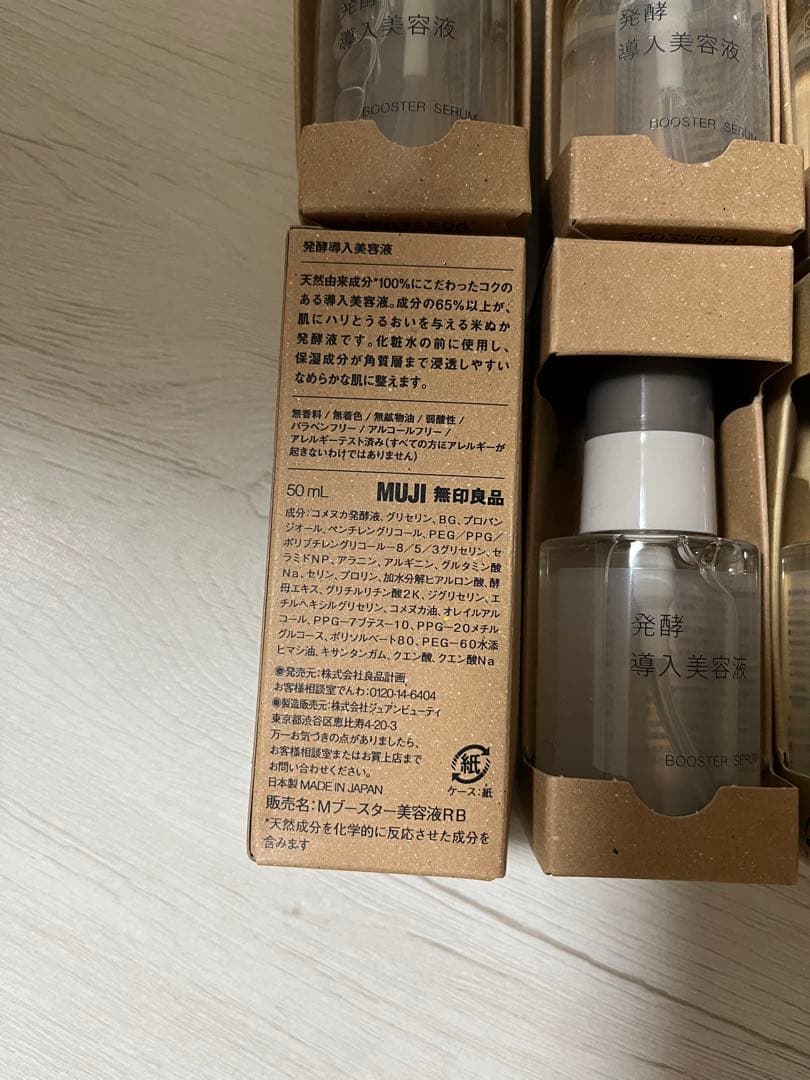 発酵
導入美容液
BOOSTER SERUM
発酵
導入美容液
BOOSTER SERUM
発酵導入美容液
天然由来成分*100%にこだわったコクの
ある導入美容液。成分の65%以上が、
肌にハリとうるおいを与える米ぬか
発酵液です。化粧水の前に使用し、
保湿成分が角質層まで浸透しやすい
なめらかな肌に整えます。
無香料/無着色/無鉱物油/弱酸性/
パラベンフリー/アルコールフリー/
アレルギーテスト済み(すべての方にアレルギーが
起きないわけではありません)
50mL MUJI 無印良品
成分:コメヌカ発酵液、グリセリン、BG、プロパン
ジオール、ペンチレングリコール、PEG/PPG/
ポリブチレングリコール-8/5/3グリセリン、セ
ラミドNP、アラニン、アルギニン、グルタミン酸
Na、セリン、プロリン、加水分解ヒアルロン酸、酵
母エキス、グリチルリチン酸2K、ジグリセリン、エ
チルヘキシルグリセリン、コメヌカ油、オレイルアル
コール、PPG-7ブテス-10、PPG-20メチル
グルコース、ポリソルベート80、PEG-60水添
ヒマシ油、キサンタンガム、クエン酸、クエン酸Na
●発売元:株式会社良品計画
お客様相談室でんわ:0120-14-6404
●製造販売元:株式会社ジュアンビューティ
東京都渋谷区恵比寿4-20-3
万一お気づきの点がありましたら、
お客様相談室またはお買上店まで
お問い合わせください。
日本製 MADE IN JAPAN
紙
ケース:紙
販売名:Mブースター美容液RB
*天然成分を化学的に反応させた成分を
含みます
発酵
導入美容液
BOOSTER SERUM